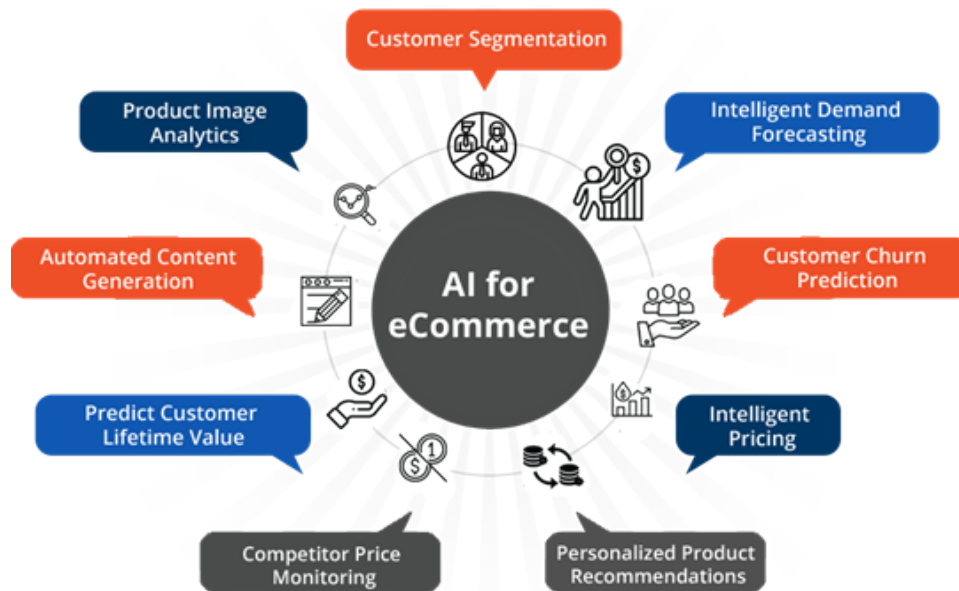 Customer Segmentation
Product Image
Analytics
Intelligent Demand
Forecasting
Automated Content
Generation
AI for
eCommerce
Customer Churn
Prediction
Predict Customer
Lifetime Value
Intelligent
Pricing
Competitor Price
Monitoring
Personalized Product
Recommendations
$
$
$
$
1